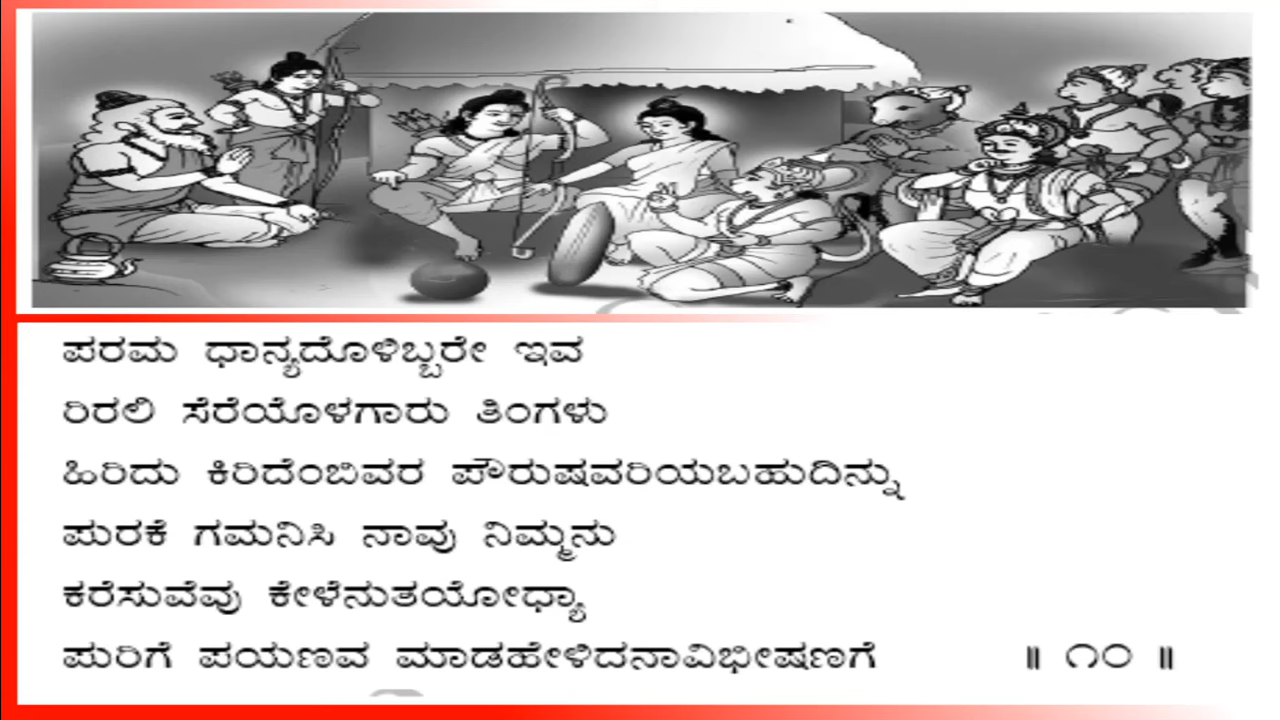 ಪರಮ ಧಾನ್ಯದೊಳಿಬ್ಬರೇ ಇವ
ರಿರಲಿ ಸೆರೆಯೊಳಗಾರು ತಿಂಗಳು
ಹಿರಿದು ಕಿರಿದೆಂಬಿವರ ಪೌರುಷವರಿಯಬಹುದಿನ್ನು
ಪುರಕೆ ಗಮನಿಸಿ ನಾವು ನಿಮ್ಮನು
ಕರೆಸುವೆವು ಕೇಳೆನುತಯೋಧ್ಯಾ
ಪುರಿಗೆ ಪಯಣವ ಮಾಡಹೇಳಿದನಾವಿಭೀಷಣಗೆ ॥ ೧೦ ॥